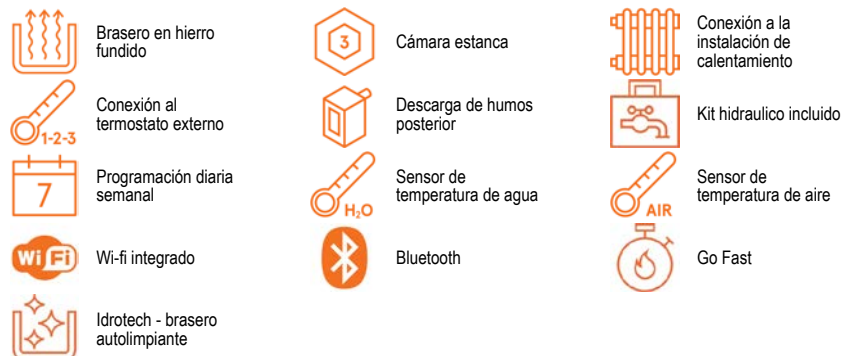 Brasero en hierro
fundido
3
Cámara estanca
Conexión a la
instalación de
calentamiento
1-2-3
Conexión al
termostato externo
Descarga de humos
posterior
Kit hidraulico incluido
7
Programación diaria
semanal
H₂O
Sensor de
temperatura de agua
AIR
Sensor de
temperatura de aire
Wi Fi
Wi-fi integrado
Bluetooth
Go Fast
Idrotech - brasero
autolimpiante